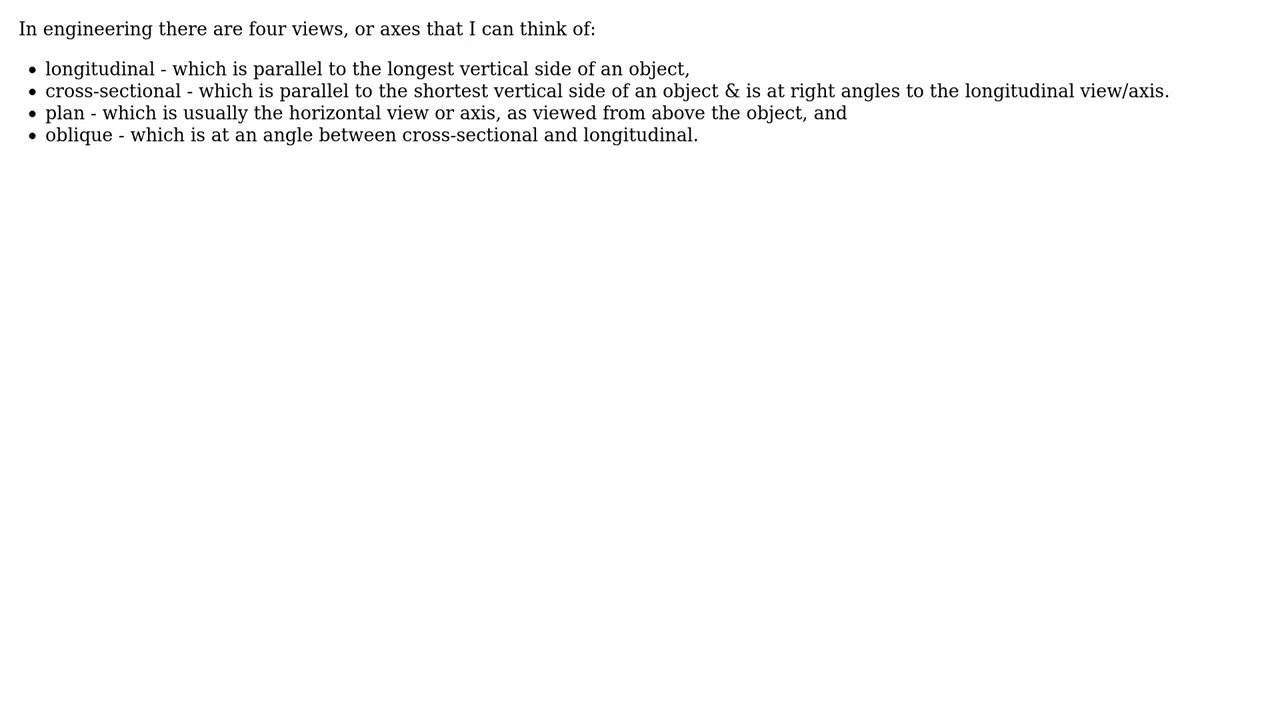 In engineering there are four views, or axes that I can think of:
• longitudinal - which is parallel to the longest vertical side of an object,
• cross-sectional - which is parallel to the shortest vertical side of an object & is at right angles to the longitudinal view/axis.
• plan - which is usually the horizontal view or axis, as viewed from above the object, and
• oblique - which is at an angle between cross-sectional and longitudinal.